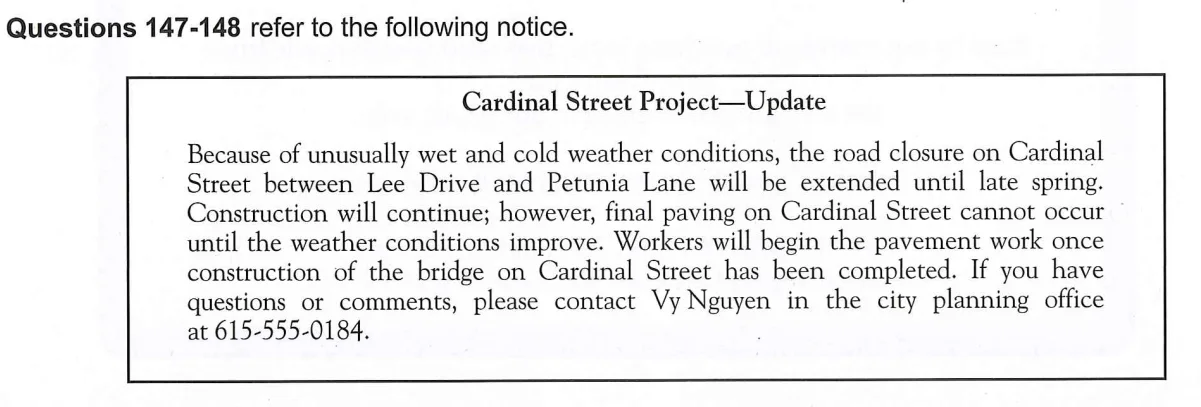 Questions 147-148 refer to the following notice.
Cardinal Street Project—Update
Because of unusually wet and cold weather conditions, the road closure on Cardinal
Street between Lee Drive and Petunia Lane will be extended until late spring.
Construction will continue; however, final paving on Cardinal Street cannot occur
until the weather conditions improve. Workers will begin the pavement work once
construction of the bridge on Cardinal Street has been completed. If you have
questions or comments, please contact Vy Nguyen in the city planning office
at 615-555-0184.